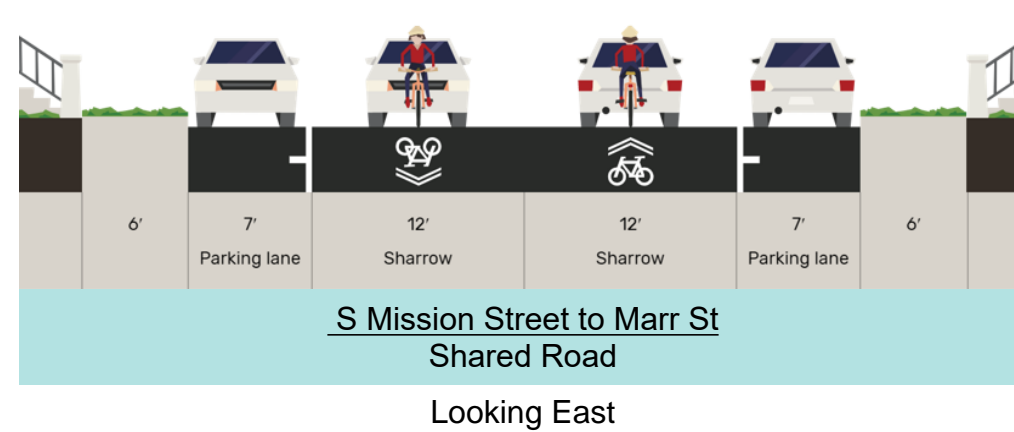 6′ 7′ 12′ 12′ 7′ 6′
Parking lane Sharrow Sharrow Parking lane
S Mission Street to Marr St
Shared Road
Looking East